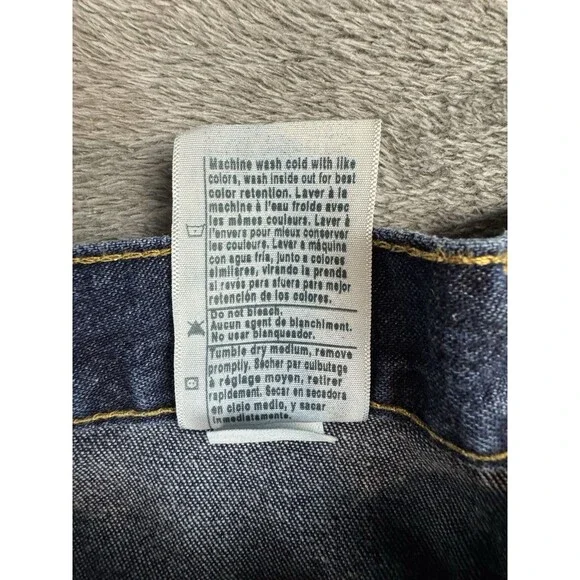 Machine wash cold with like
colors, wash inside out for best
color retention. Laver à la
machine à l'eau froide avec
les mêmes couleurs. Laver à
l'envers pour mieux conserver
les couleurs. Lavar a máquina
con agua fría, junto a colores
similares, virando la prenda
al revés para afuera para mejor
retención de los colores.
Do not bleach.
Aucun agent de blanchiment.
No usar blanqueador.
Tumble dry medium, remove
promptly. Sécher par culbutage
à réglage moyen, retirer
rapidement. Secar en secadora
en ciclo medio, y sacar
inmediatamente.